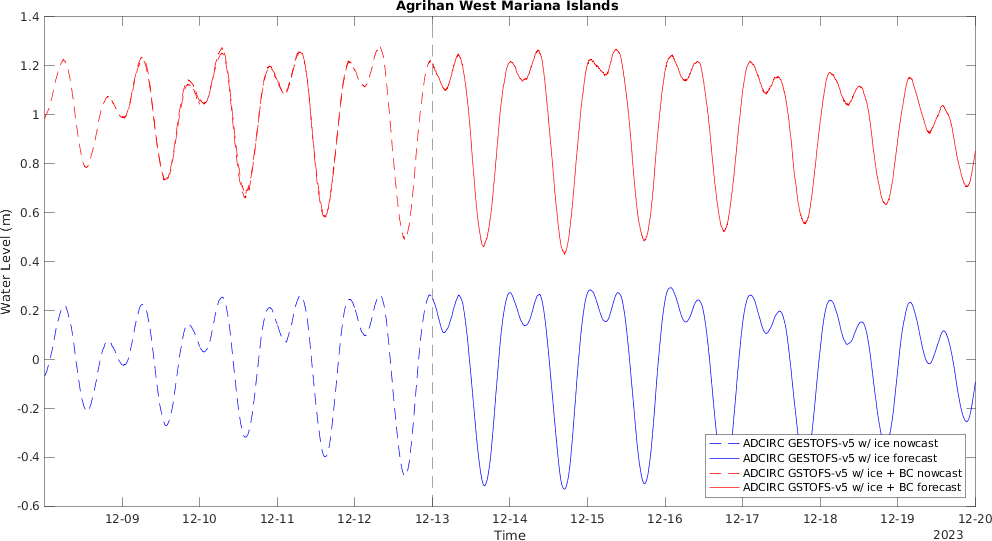 Agrihan West Mariana Islands
1.4
1.2
1
0.8
0.6
0.4
0.2
0
-0.2
-0.4
-0.6
Water Level (m)
ADCIRC GESTOFS-v5 w/ ice nowcast
ADCIRC GESTOFS-v5 w/ ice forecast
ADCIRC GSTOFS-v5 w/ ice + BC nowcast
ADCIRC GSTOFS-v5 w/ ice + BC forecast
12-09 12-10 12-11 12-12 12-13 12-14 12-15 12-16 12-17 12-18 12-19 12-20
Time
2023